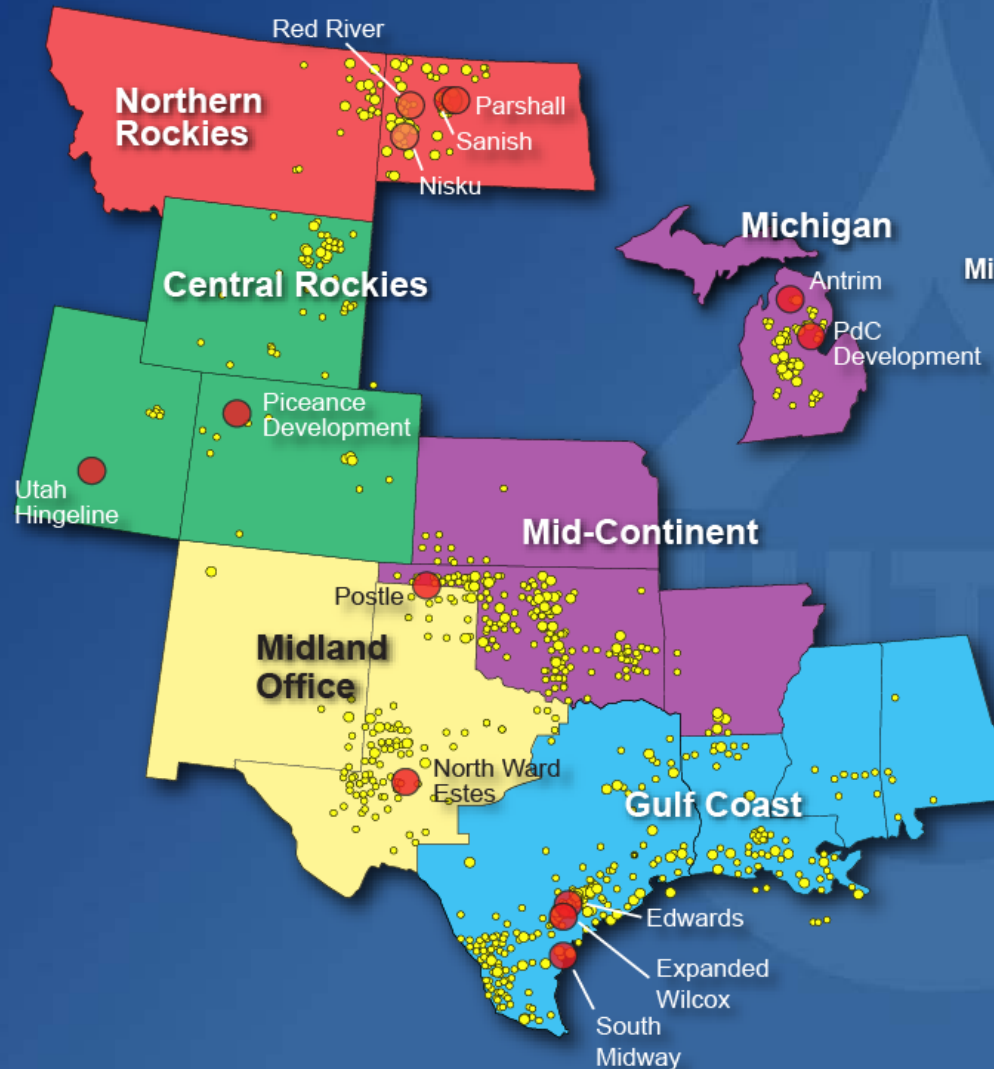 Red River
Northern
Rockies
Parshall
Sanish
Nisku
Michigan
Central Rockies
Antrim
Mi
PdC
Development
Piceance
Development
Utah
Hingeline
Mid-Continent
Postle
Midland
Office
North Ward
Estes
Gulf Coast
Edwards
Expanded
Wilcox
South
Midway